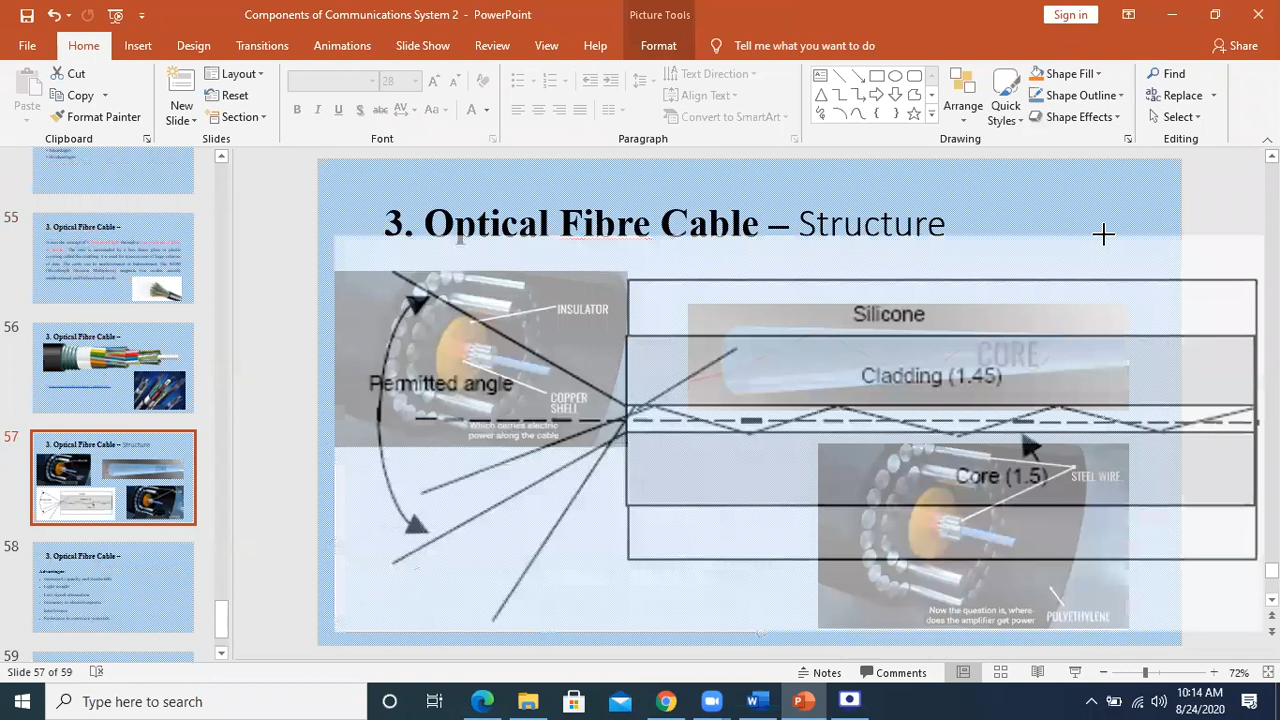 Components of Communications System 2 - PowerPoint
Picture Tools
Sign in
File Home Insert Design Transitions Animations Slide Show Review View Help Format Tell me what you want to do Share
Paste
Cut
Copy
Format Painter
Clipboard
New Slide
Layout
Reset
Section
Slides
28
B I U S abc AV Aa A
Font
Text Direction
Align Text
Convert to SmartArt
Paragraph
Arrange
Quick Styles
Shape Fill
Shape Outline
Shape Effects
Drawing
Find
Replace
Select
Editing
55
3. Optical Fibre Cable –
56
3. Optical Fibre Cable –
57
3. Optical Fibre Cable – Structure
58
3. Optical Fibre Cable –
Advantages:
59
3. Optical Fibre Cable – Structure
INSULATOR
COPPER SHELL
Which carries electric
power along the cable
Permitted angle
Silicone
CORE
Cladding (1.45)
Core (1.5)
STEEL WIRE
Now the question is, where
does the amplifier get power
POLYETHYLENE
Slide 57 of 59
Notes
Comments
72%
Type here to search
10:14 AM
8/24/2020